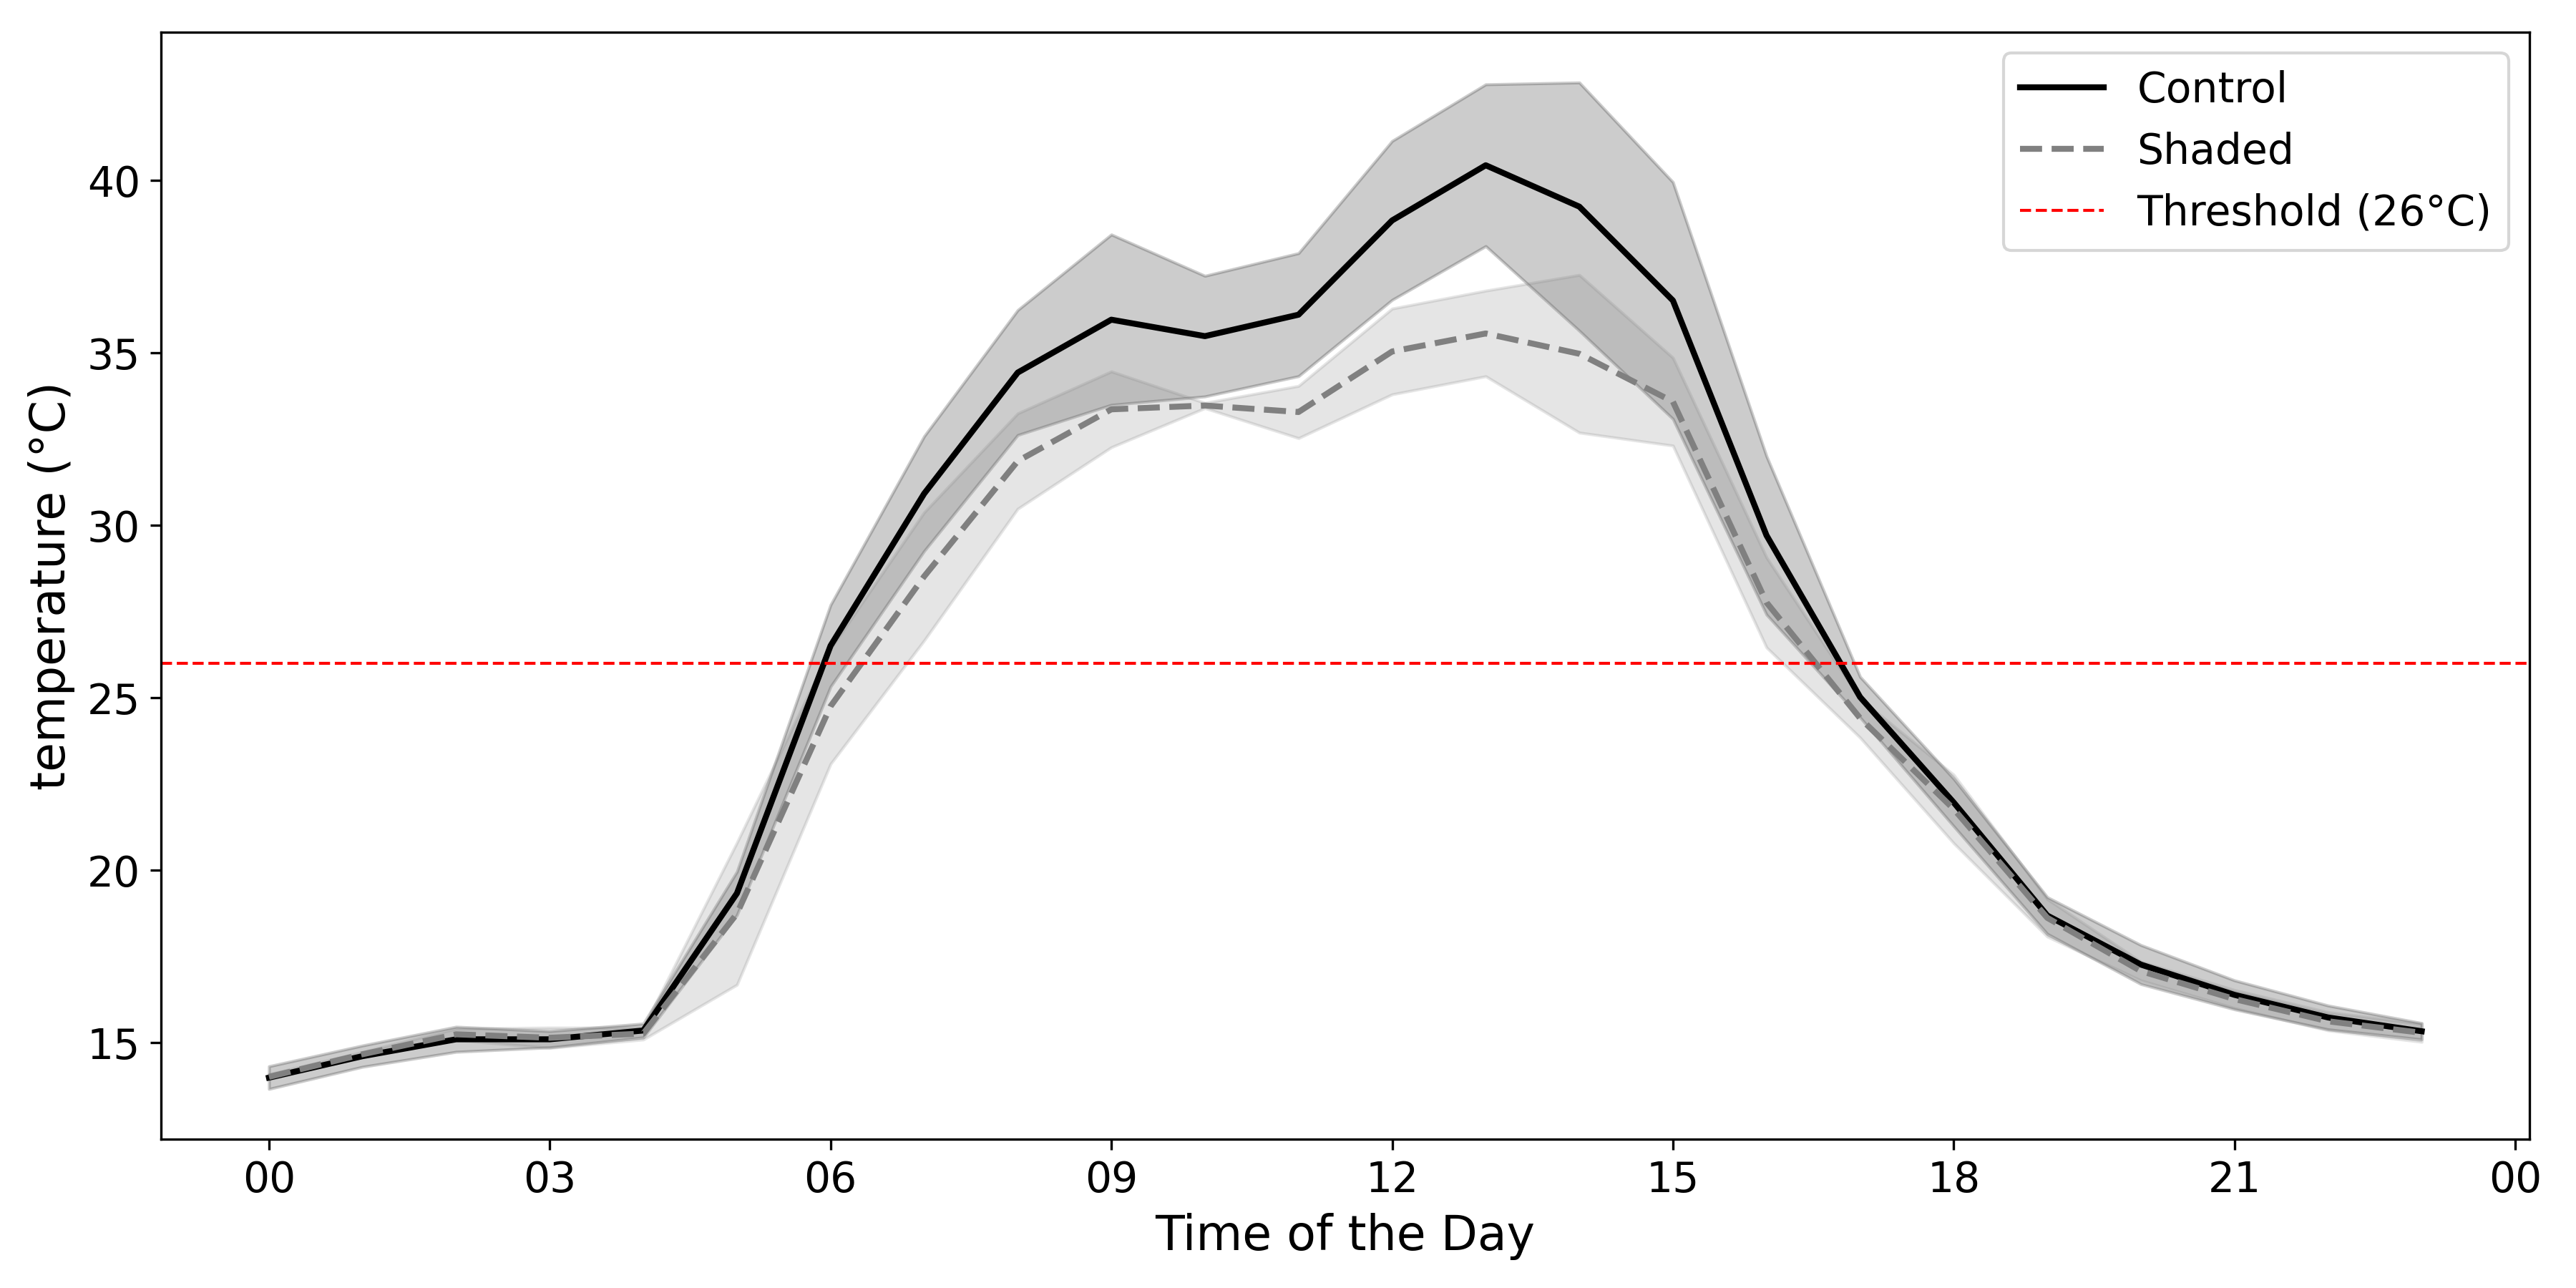 Control
Shaded
Threshold (26°C)
temperature (°C)
40
35
30
25
20
15
00 03 06 09 12 15 18 21 00
Time of the Day